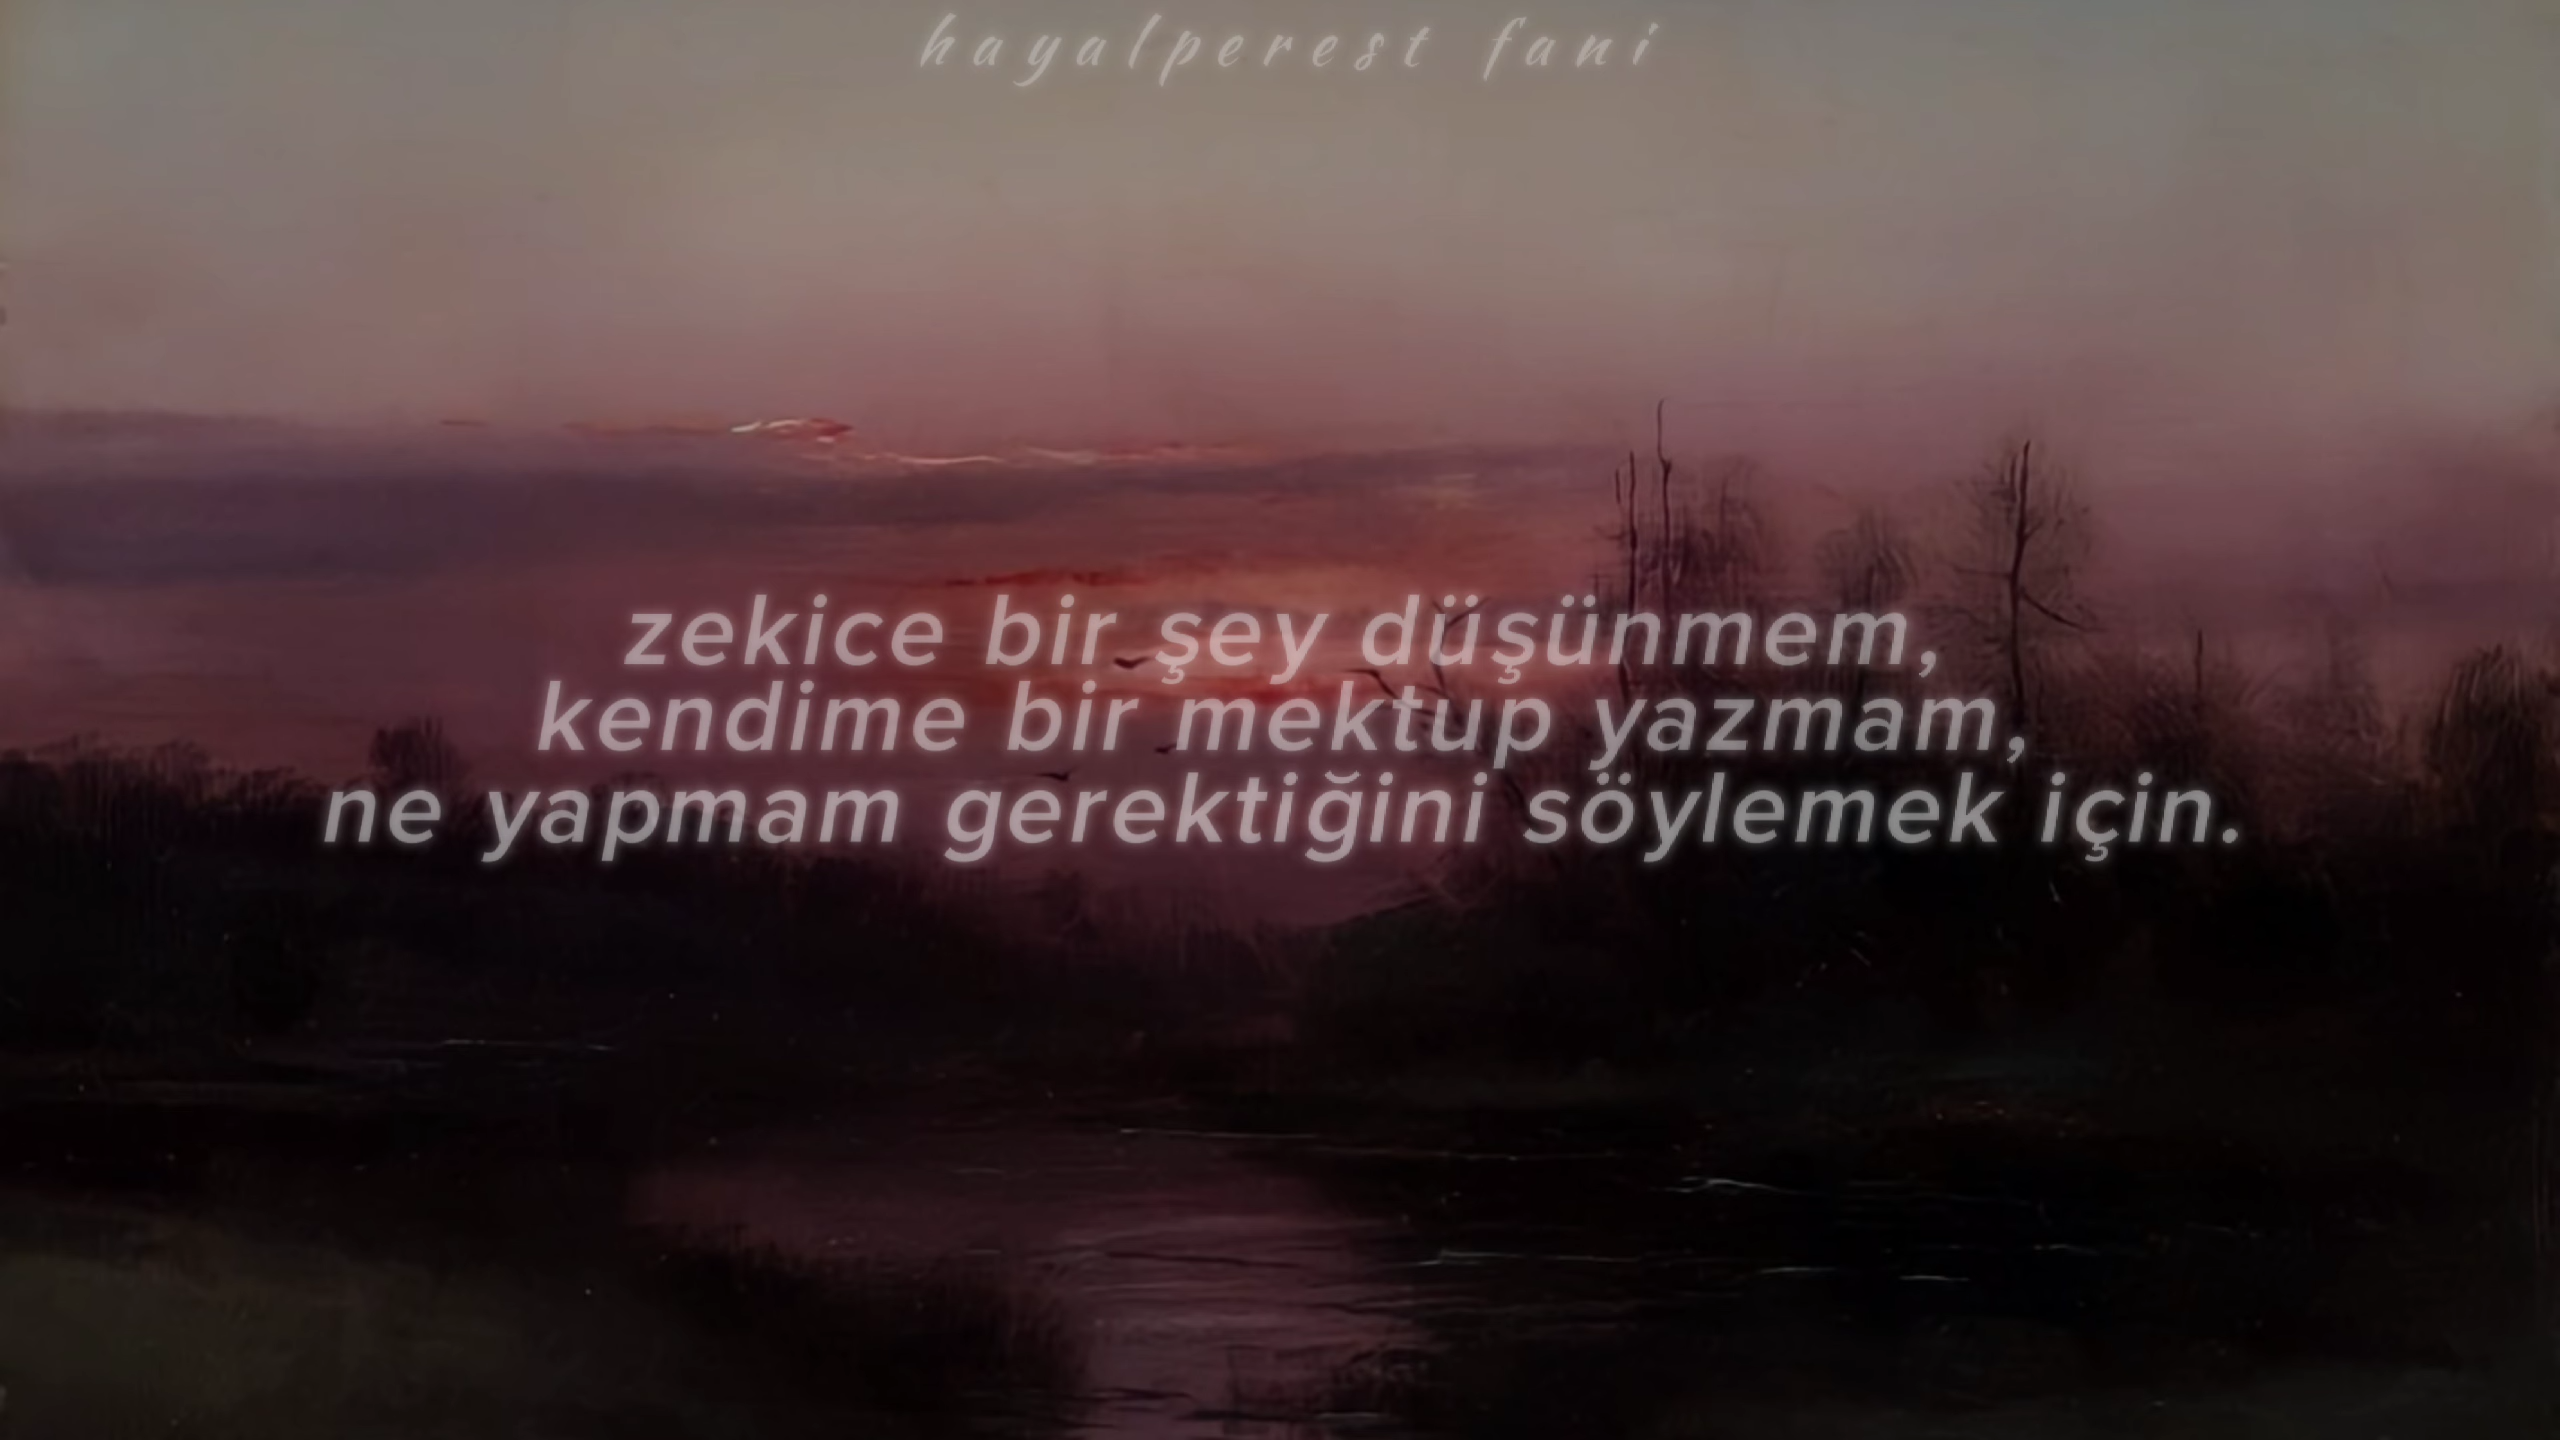 hayalperest fani
zekice bir şey düşünmem,
kendime bir mektup yazmam,
ne yapmam gerektiğini söylemek için.